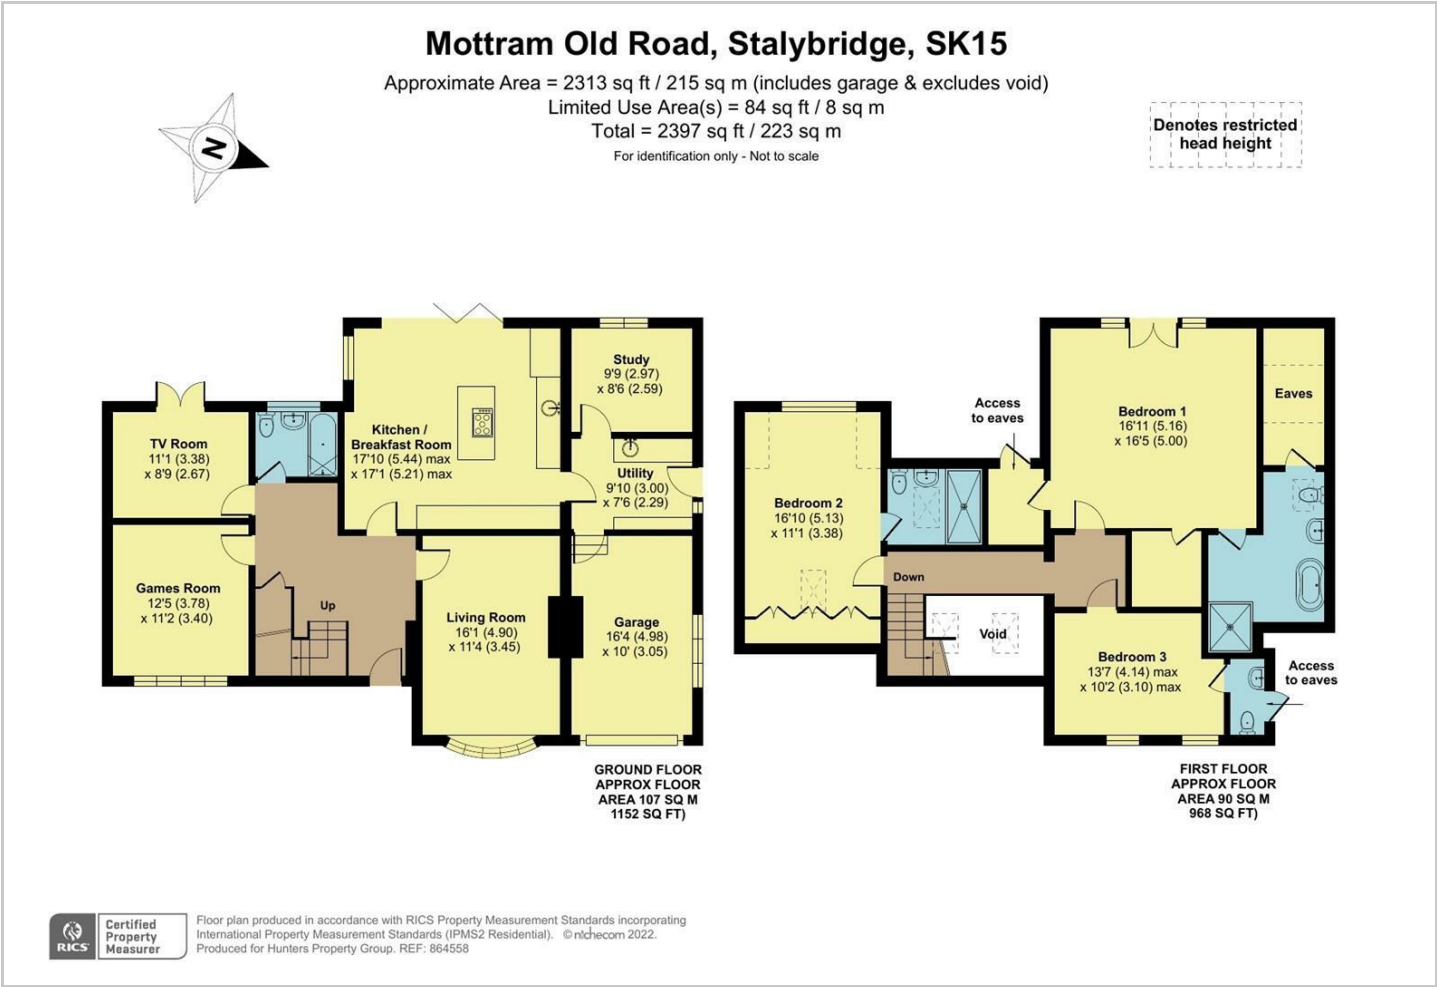 Mottram Old Road, Stalybridge, SK15
Approximate Area = 2313 sq ft / 215 sq m (includes garage & excludes void)
Limited Use Area(s) = 84 sq ft / 8 sq m
Total = 2397 sq ft / 223 sq m
For identification only - Not to scale
N
Denotes restricted
head height
Study
9'9 (2.97)
x 8'6 (2.59)
Kitchen /
Breakfast Room
17'10 (5.44) max
x 17'1 (5.21) max
TV Room
11'1 (3.38)
x 8'9 (2.67)
Utility
9'10 (3.00)
x 7'6 (2.29)
Games Room
12'5 (3.78)
x 11'2 (3.40)
Up
Living Room
16'1 (4.90)
x 11'4 (3.45)
Garage
16'4 (4.98)
x 10' (3.05)
GROUND FLOOR
APPROX FLOOR
AREA 107 SQ M
1152 SQ FT)
Access
to eaves
Bedroom 1
16'11 (5.16)
x 16'5 (5.00)
Eaves
Bedroom 2
16'10 (5.13)
x 11'1 (3.38)
Down
Void
Bedroom 3
13'7 (4.14) max
x 10'2 (3.10) max
Access
to eaves
FIRST FLOOR
APPROX FLOOR
AREA 90 SQ M
968 SQ FT)
RICS
Certified
Property
Measurer
Floor plan produced in accordance with RICS Property Measurement Standards incorporating
International Property Measurement Standards (IPMS2 Residential). © nichecom 2022.
Produced for Hunters Property Group. REF: 864558